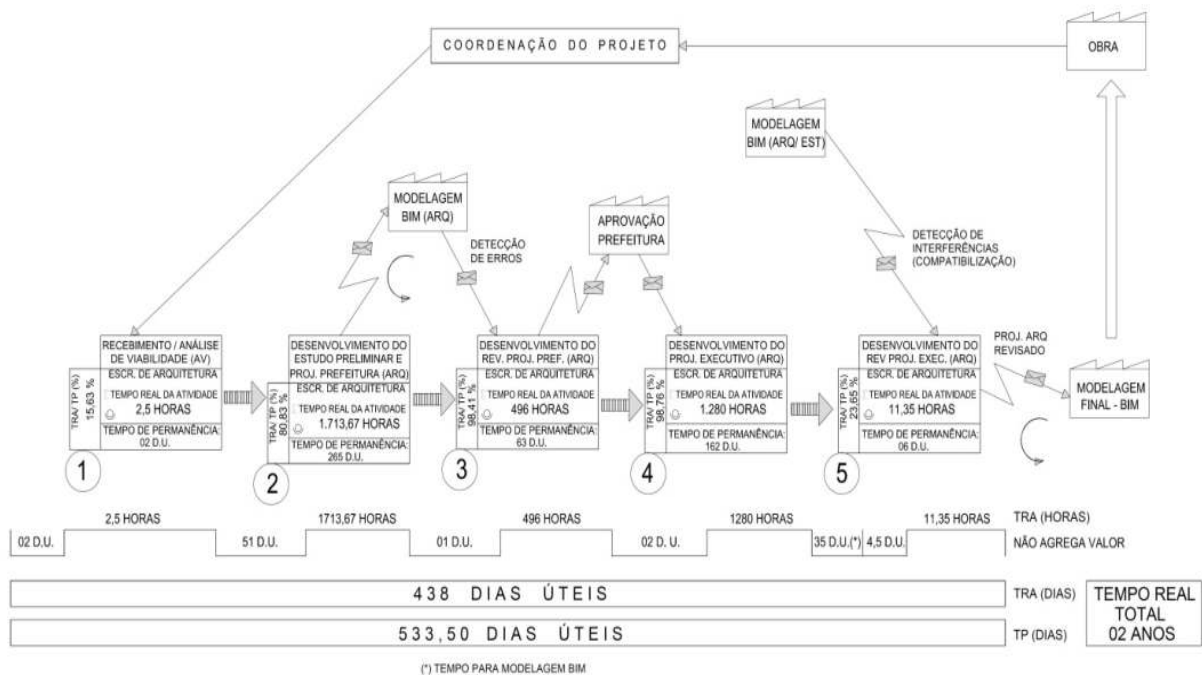 COORDENAÇÃO DO PROJETO
OBRA
MODELAGEM
BIM (ARQ/ EST)
MODELAGEM
BIM (ARQ)
APROVAÇÃO
PREFEITURA
DETECÇÃO
DE ERROS
DETECÇÃO DE
INTERFERÊNCIAS
(COMPATIBILIZAÇÃO)
RECEBIMENTO / ANÁLISE
DE VIABILIDADE (AV)
ESCR. DE ARQUITETURA
TEMPO REAL DA ATIVIDADE
2,5 HORAS
TEMPO DE PERMANÊNCIA:
02 D.U.
TRA/ TP (%)
15,63 %
1
DESENVOLVIMENTO DO
ESTUDO PRELIMINAR E
PROJ. PREFEITURA (ARQ)
ESCR. DE ARQUITETURA
TEMPO REAL DA ATIVIDADE
1.713,67 HORAS
TEMPO DE PERMANÊNCIA:
265 D.U.
TRA/ TP (%)
80,83 %
2
DESENVOLVIMENTO DO
REV. PROJ. PREF. (ARQ)
ESCR. DE ARQUITETURA
TEMPO REAL DA ATIVIDADE
496 HORAS
TEMPO DE PERMANÊNCIA:
63 D.U.
TRA/ TP (%)
98,41 %
3
DESENVOLVIMENTO DO
PROJ. EXECUTIVO (ARQ)
ESCR. DE ARQUITETURA
TEMPO REAL DA ATIVIDADE
1.280 HORAS
TEMPO DE PERMANÊNCIA:
162 D.U.
TRA/ TP (%)
98,76 %
4
DESENVOLVIMENTO DO
REV PROJ. EXEC. (ARQ)
ESCR. DE ARQUITETURA
TEMPO REAL DA ATIVIDADE
11,35 HORAS
TEMPO DE PERMANÊNCIA:
06 D.U.
TRA/ TP (%)
23,65 %
5
PROJ. ARQ
REVISADO
MODELAGEM
FINAL - BIM
2,5 HORAS 1713,67 HORAS 496 HORAS 1280 HORAS 11,35 HORAS TRA (HORAS)
02 D.U. 51 D.U. 01 D.U. 02 D. U. 35 D.U.(*) 4,5 D.U. NÃO AGREGA VALOR
438 DIAS ÚTEIS TRA (DIAS)
533,50 DIAS ÚTEIS TP (DIAS)
TEMPO REAL
TOTAL
02 ANOS
(*) TEMPO PARA MODELAGEM BIM